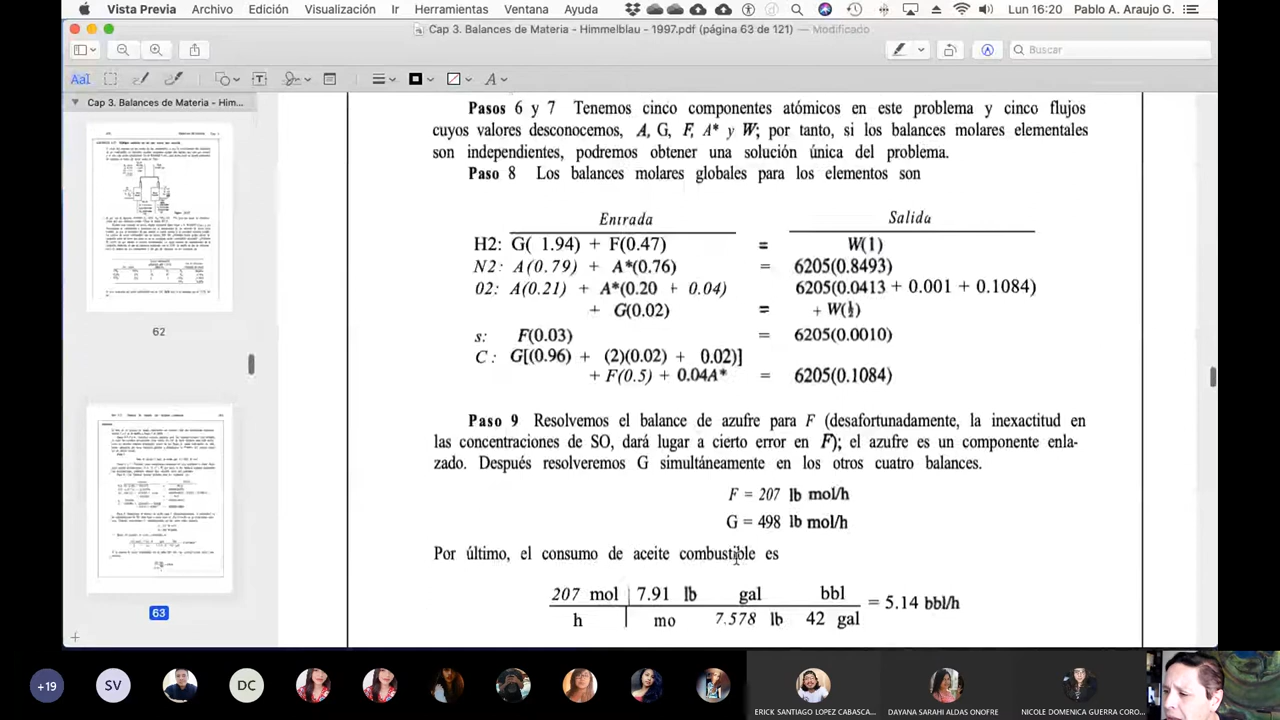 Vista Previa Archivo Edición Visualización Ir Herramientas Ventana Ayuda Lun 16:20 Pablo A. Araujo G.
Cap 3. Balances de Materia - Himmelblau - 1997.pdf (página 63 de 121) — Modificado
Buscar
Cap 3. Balances de Materia - Him...
62
63
Pasos 6 y 7 Tenemos cinco componentes atómicos en este problema y cinco flujos
cuyos valores desconocemos, A, G, F, A* y W; por tanto, si los balances molares elementales
son independientes, podremos obtener una solución única del problema.
Paso 8 Los balances molares globales para los elementos son
Entrada Salida
H2: G( 1.94) + F(0.47) = W(1)
N2: A(0.79) + A*(0.76) = 6205(0.8493)
02: A(0.21) + A*(0.20 + 0.04) 6205(0.0413 + 0.001 + 0.1084)
+ G(0.02) = + W(½)
s: F(0.03) = 6205(0.0010)
C: G[(0.96) + (2)(0.02) + 0.02)]
+ F(0.5) + 0.04A* = 6205(0.1084)
Paso 9 Resolvemos el balance de azufre para F (desafortunadamente, la inexactitud en
las concentraciones de SO, dará lugar a cierto error en F); el azufre es un componente enla-
zado. Después resolveremos G simultáneamente en los otros cuatro balances.
F = 207 lb mol/h
G = 498 lb mol/h
Por último, el consumo de aceite combustible es
207 mol 7.91 lb gal bbl = 5.14 bbl/h
h mo 7.578 lb 42 gal
+19 SV DC
ERICK SANTIAGO LOPEZ CABASCA... DAYANA SARAHI ALDAS ONOFRE NICOLE DOMENICA GUERRA CORO...